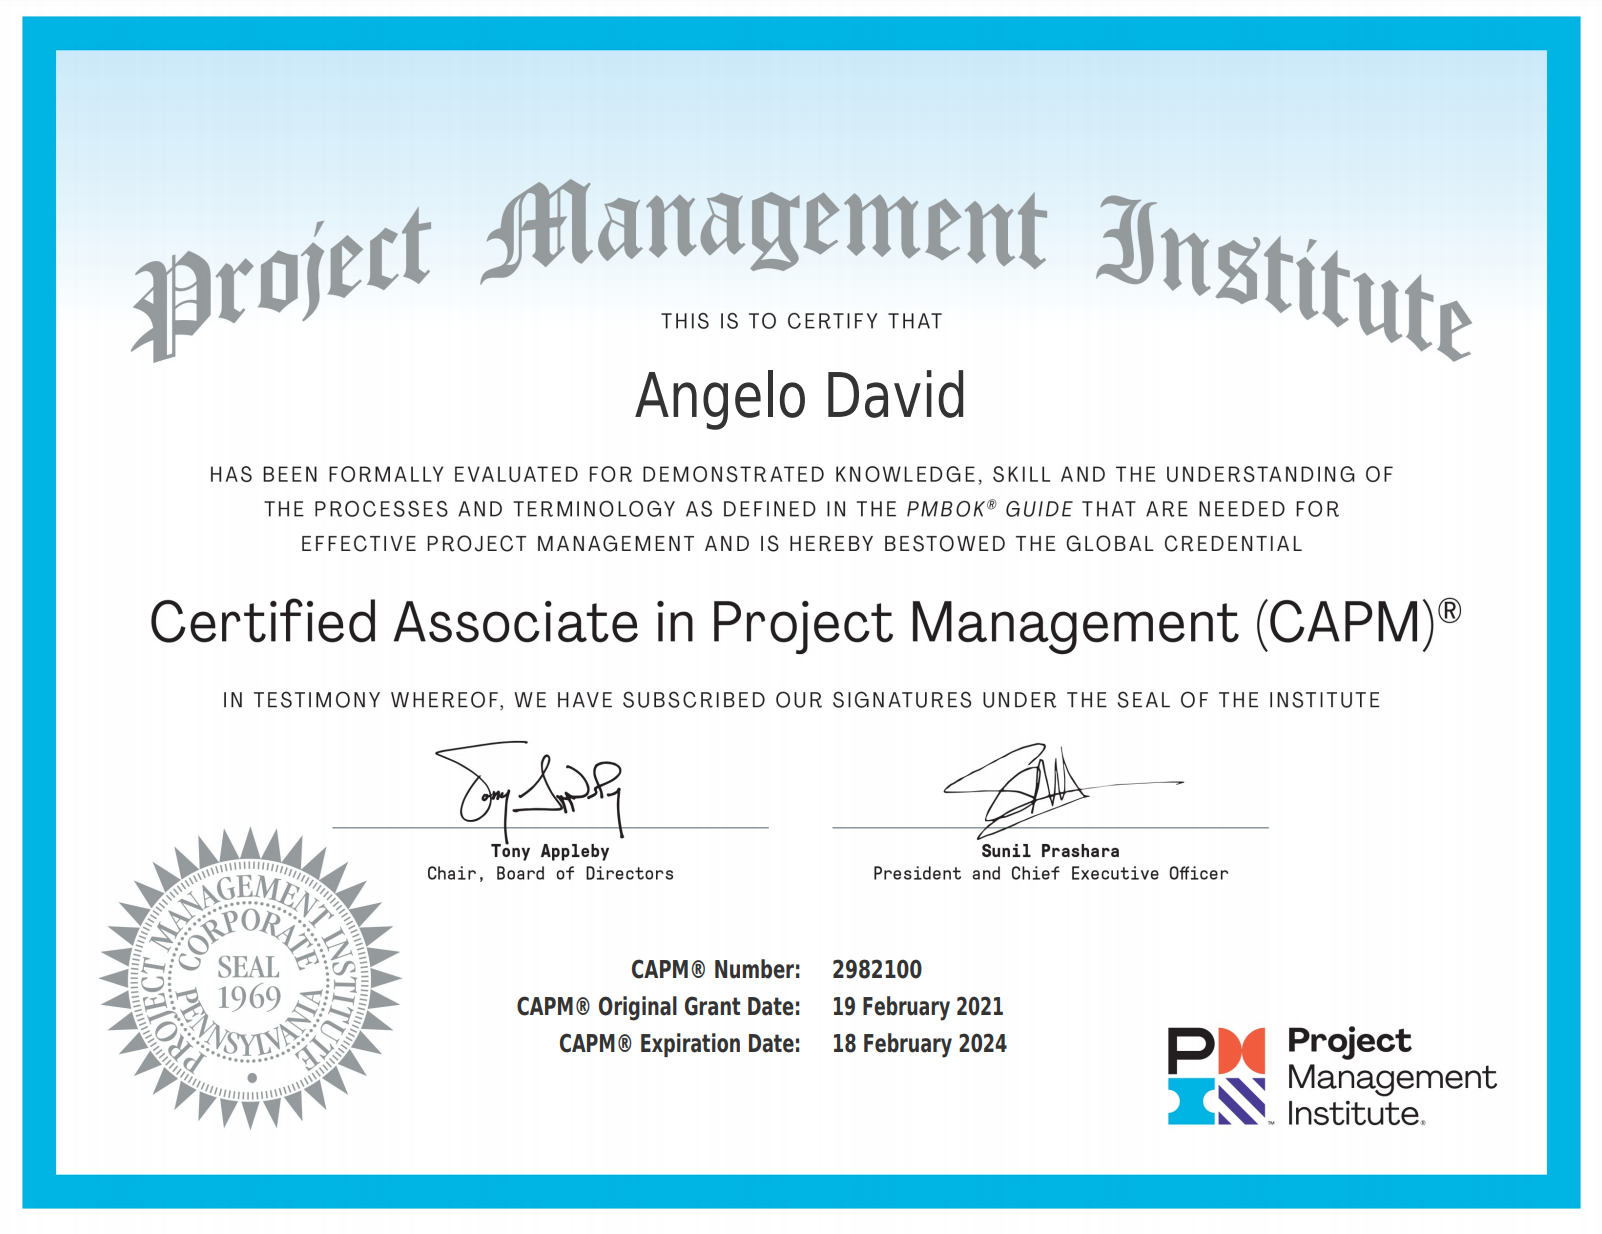 Project Management Institute
THIS IS TO CERTIFY THAT
Angelo David
HAS BEEN FORMALLY EVALUATED FOR DEMONSTRATED KNOWLEDGE, SKILL AND THE UNDERSTANDING OF
THE PROCESSES AND TERMINOLOGY AS DEFINED IN THE PMBOK® GUIDE THAT ARE NEEDED FOR
EFFECTIVE PROJECT MANAGEMENT AND IS HEREBY BESTOWED THE GLOBAL CREDENTIAL
Certified Associate in Project Management (CAPM)®
IN TESTIMONY WHEREOF, WE HAVE SUBSCRIBED OUR SIGNATURES UNDER THE SEAL OF THE INSTITUTE
Tony Appleby
Chair, Board of Directors
Sunil Prashara
President and Chief Executive Officer
PROJECT MANAGEMENT INSTITUTE
CORPORATE
SEAL
1969
PENNSYLVANIA
CAPM® Number: 2982100
CAPM® Original Grant Date: 19 February 2021
CAPM® Expiration Date: 18 February 2024
PM
™
Project
Management
Institute®